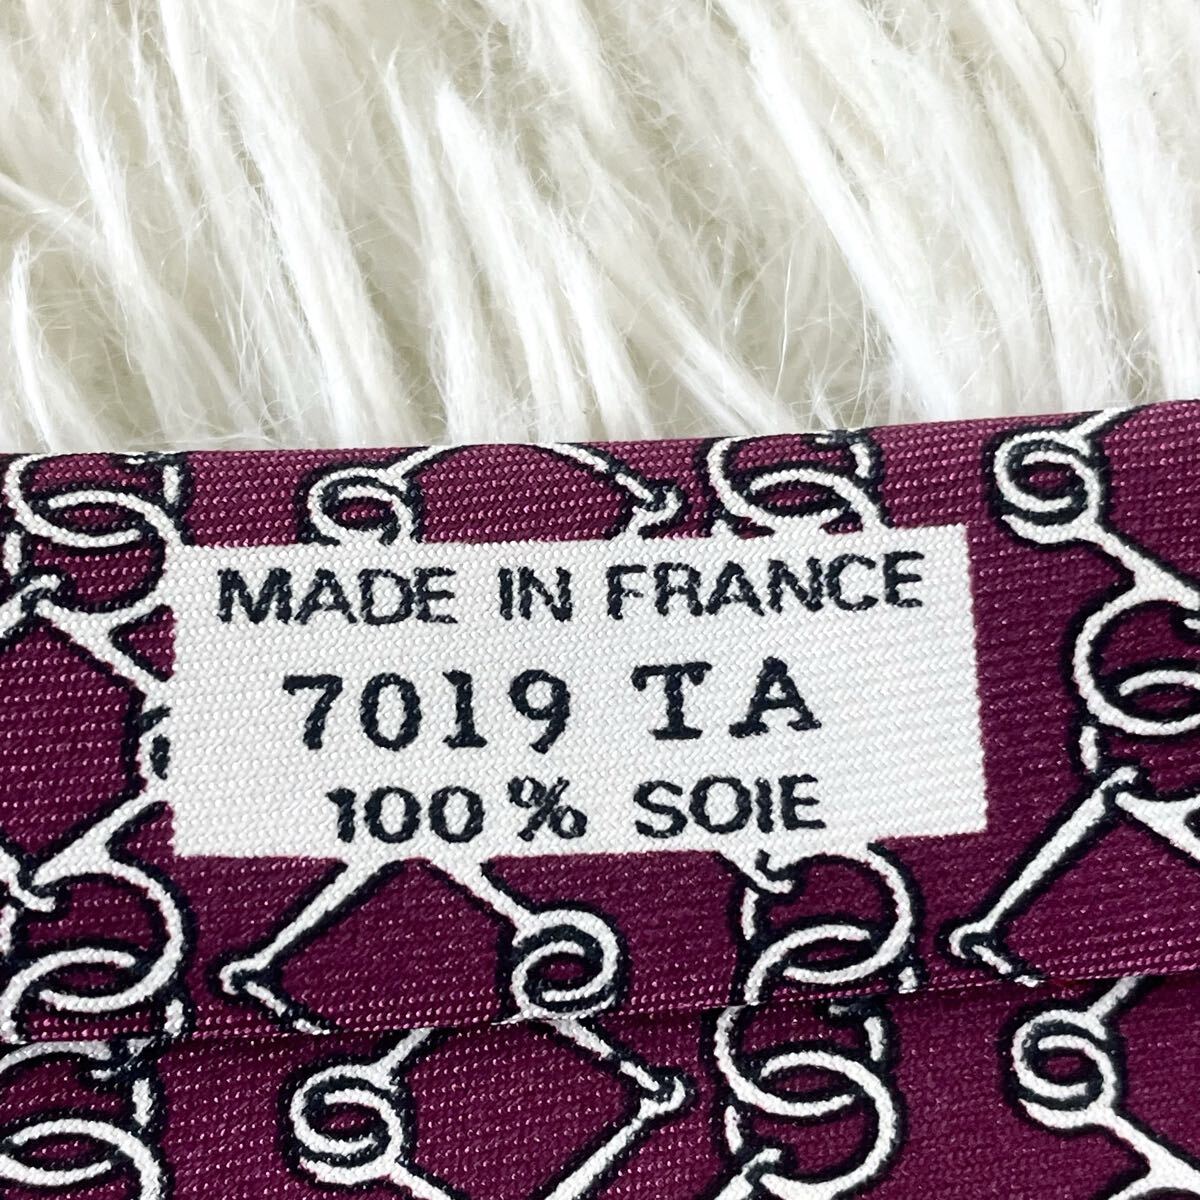 MADE IN FRANCE
7019 TA
100% SOIE